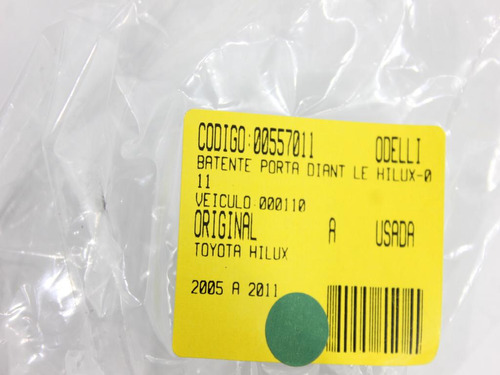 CODIGO:00557011 ODELLI
BATENTE PORTA DIANT LE HILUX-0
11
VEICULO:000110
ORIGINAL A USADA
TOYOTA HILUX
2005 A 2011